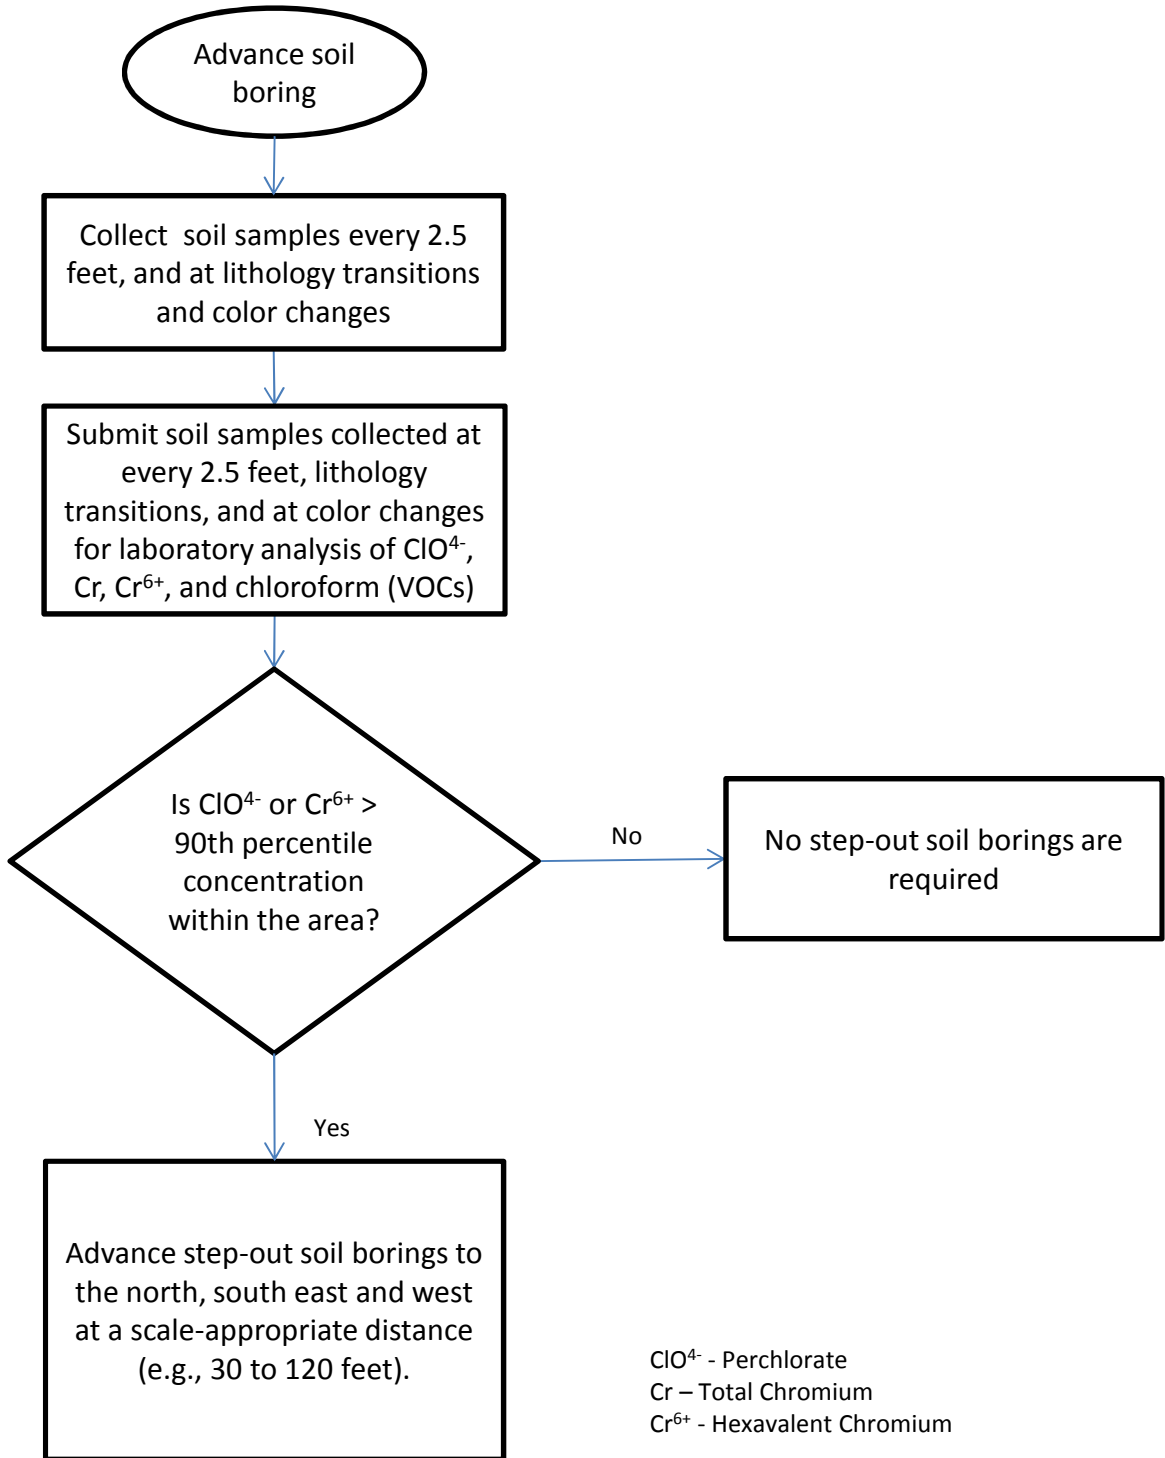 Advance soil
boring
Collect  soil samples every 2.5
feet, and at lithology transitions
and color changes
Submit soil samples collected at
every 2.5 feet, lithology
transitions, and at color changes
for laboratory analysis of ClO⁴⁻,
Cr, Cr⁶⁺, and chloroform (VOCs)
Is ClO⁴⁻ or Cr⁶⁺ >
90th percentile
concentration
within the area?
No
No step-out soil borings are
required
Yes
Advance step-out soil borings to
the north, south east and west
at a scale-appropriate distance
(e.g., 30 to 120 feet).
ClO⁴⁻ - Perchlorate
Cr – Total Chromium
Cr⁶⁺ - Hexavalent Chromium